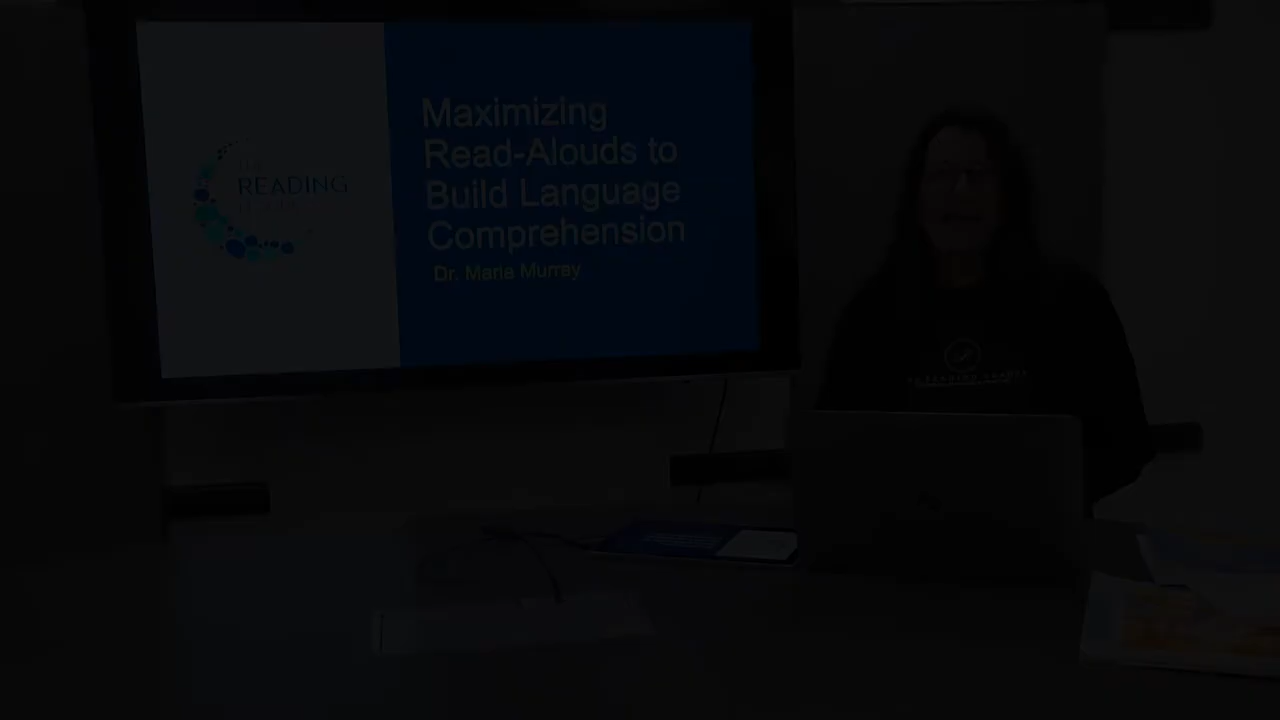 READING
Maximizing
Read-Alouds to
Build Language
Comprehension
Dr. Maria Murray